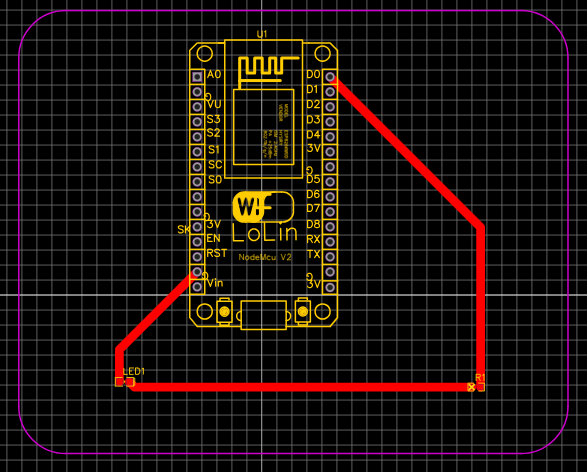 U1
A0
G
VU
S3
S2
S1
SC
S0
G
3V
SK
EN
RST
G
Vin
D0
D1
D2
D3
D4
3V
G
D5
D6
D7
D8
RX
TX
G
3V
WiFi
LoLin
NodeMcu V2
LED1
R1